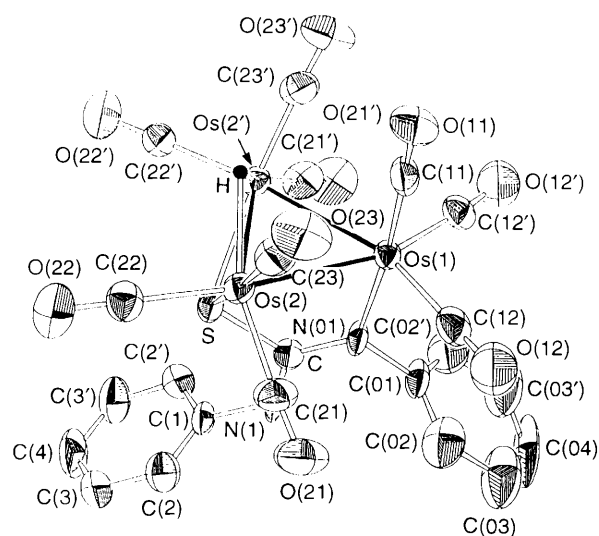 O(23')
C(23')
Os(2')
O(21')
O(11)
C(21')
O(22')
C(22')
H
C(11)
O(12')
O(23)
C(12')
O(22)
C(22)
C(23)
Os(1)
Os(2)
N(01)
C(02')
C(12)
S
C
O(12)
C(2')
C(01)
C(03')
C(3')
C(1)
N(1)
C(21)
C(02)
C(04)
C(4)
C(3)
C(2)
O(21)
C(03)